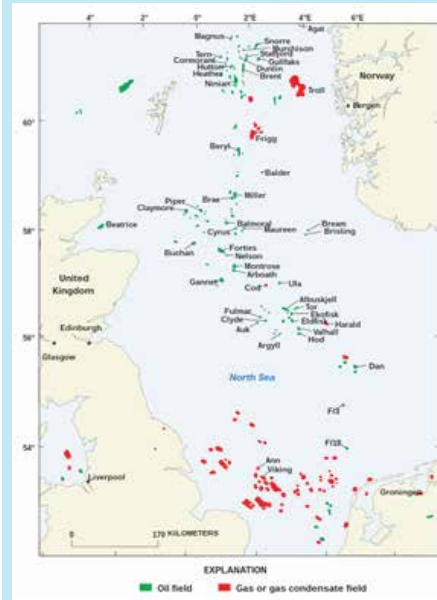 4° 2° 0° 2° 4° 6° 8°
Agat
Magnus
Snorre
Murchison
Statfjord
Tern
Cormorant
Gullfaks
Hutton
Dunlin
Heather
Brent
Ninian
Troll
Norway
Bergen
60°
Frigg
Beryl
Balder
Piper
Brae
Miller
Claymore
Beatrice
Balmoral
Bream
Cyrus
Maureen
Brisling
58°
Buchan
Forties
Nelson
United
Kingdom
Montrose
Arbroath
Gannet
Cod
Ula
Albuskjell
Tor
Fulmar
Ekofisk
Edinburgh
Clyde
Eldfisk
Harald
Auk
Valhall
56°
Hod
Glasgow
Argyll
Dan
North Sea
F/3
54°
F/18
Ann
Viking
Liverpool
Groningen
0 170 KILOMETERS
EXPLANATION
Oil field Gas or gas condensate field